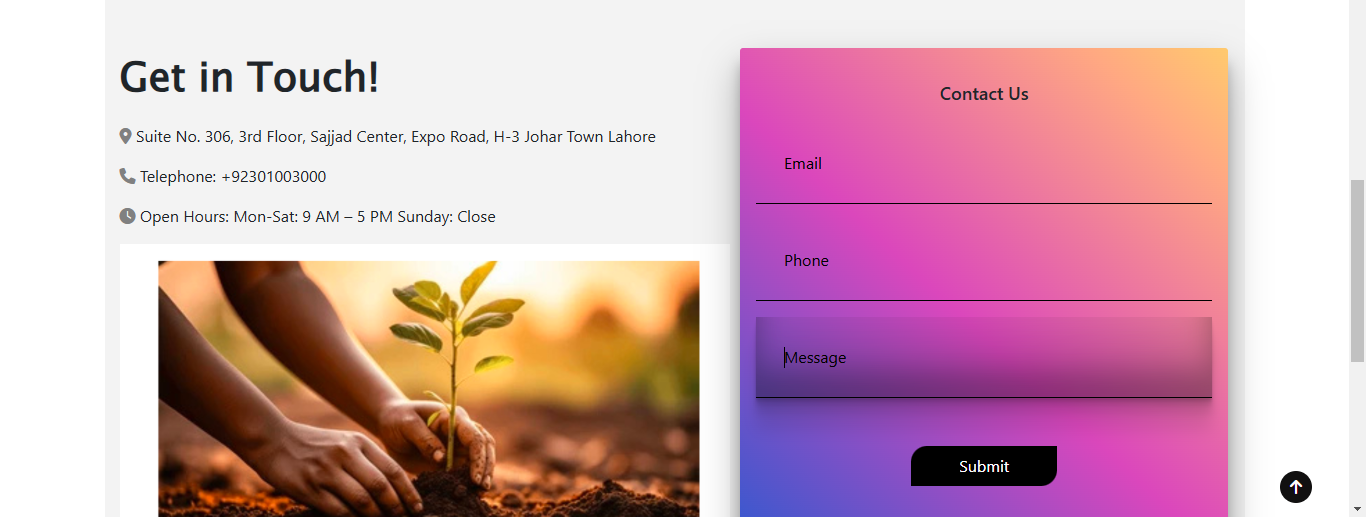 Get in Touch!
Suite No. 306, 3rd Floor, Sajjad Center, Expo Road, H-3 Johar Town Lahore
Telephone: +92301003000
Open Hours: Mon-Sat: 9 AM – 5 PM Sunday: Close
Contact Us
Email
Phone
Message
Submit